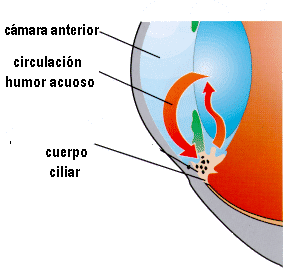 cámara anterior
circulación
humor acuoso
cuerpo
ciliar